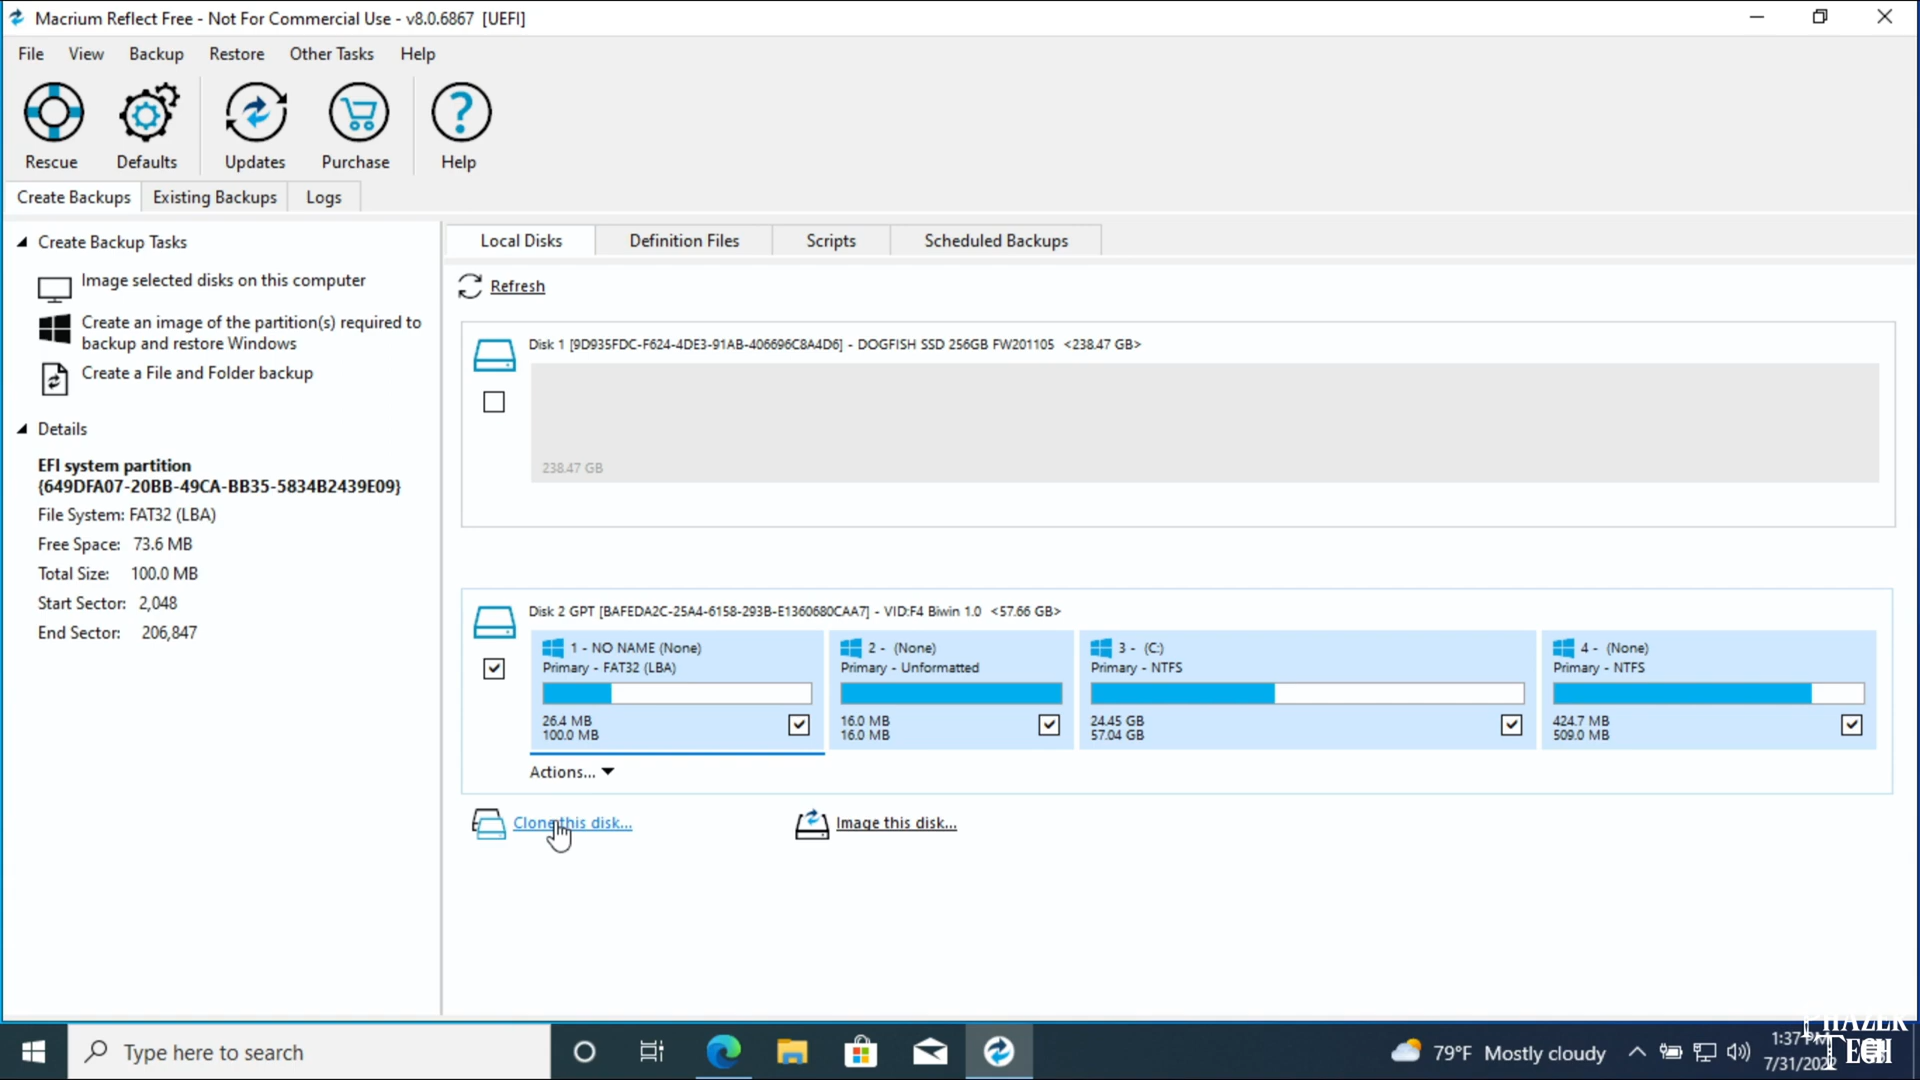 Macrium Reflect Free - Not For Commercial Use - v8.0.6867 [UEFI]
File View Backup Restore Other Tasks Help
Rescue Defaults Updates Purchase Help
Create Backups Existing Backups Logs
Create Backup Tasks
Image selected disks on this computer
Create an image of the partition(s) required to
backup and restore Windows
Create a File and Folder backup
Details
EFI system partition
{649DFA07-20BB-49CA-BB35-5834B2439E09}
File System: FAT32 (LBA)
Free Space: 73.6 MB
Total Size: 100.0 MB
Start Sector: 2,048
End Sector: 206,847
Local Disks Definition Files Scripts Scheduled Backups
Refresh
Disk 1 [9D935FDC-F624-4DE3-91AB-406696C8A4D6] - DOGFISH SSD 256GB FW201105 <238.47 GB>
238.47 GB
Disk 2 GPT [BAFEDA2C-25A4-6158-293B-E1360680CAA7] - VID:F4 Biwin 1.0 <57.66 GB>
1 - NO NAME (None)
Primary - FAT32 (LBA)
26.4 MB
100.0 MB
2 - (None)
Primary - Unformatted
16.0 MB
16.0 MB
3 - (C:)
Primary - NTFS
24.45 GB
57.04 GB
4 - (None)
Primary - NTFS
424.7 MB
509.0 MB
Actions...
Clone this disk...
Image this disk...
Type here to search
79°F Mostly cloudy
1:37 PM
PHAZER
TECH